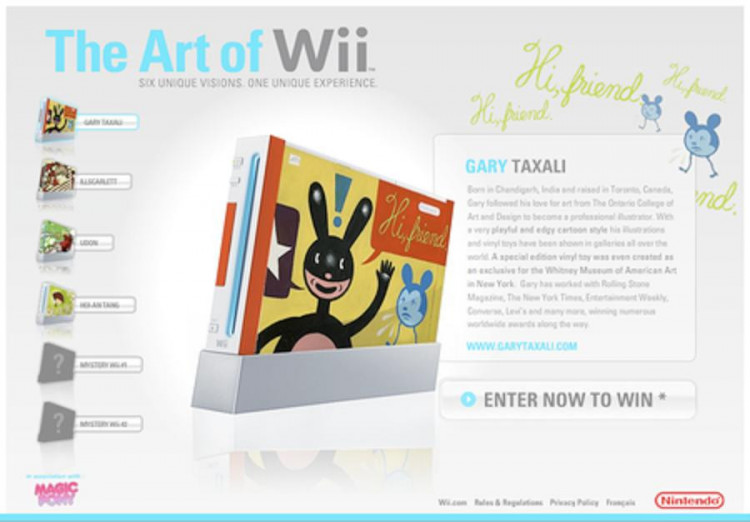 The Art of Wii™
SIX UNIQUE VISIONS. ONE UNIQUE EXPERIENCE.
Hi, friend.
Hi, friend.
Hi, friend.
nd.
GARY TAXALI
ILLSCARLETT
UDON
HOI-AN TANG
MYSTERY Wii #1
MYSTERY Wii #2
Hi, friend
Wii
GARY TAXALI
Born in Chandigarh, India and raised in Toronto, Canada,
Gary followed his love for art from The Ontario College of
Art and Design to become a professional illustrator. With
a very playful and edgy cartoon style his illustrations
and vinyl toys have been shown in galleries all over the
world. A special edition vinyl toy was even created as
an exclusive for the Whitney Museum of American Art
in New York. Gary has worked with Rolling Stone
Magazine, The New York Times, Entertainment Weekly,
Converse, Levi's and many more, winning numerous
worldwide awards along the way.
WWW.GARYTAXALI.COM
ENTER NOW TO WIN *
in association with:
MAGIC
PONY
Wii.com Rules & Regulations Privacy Policy Français
Nintendo